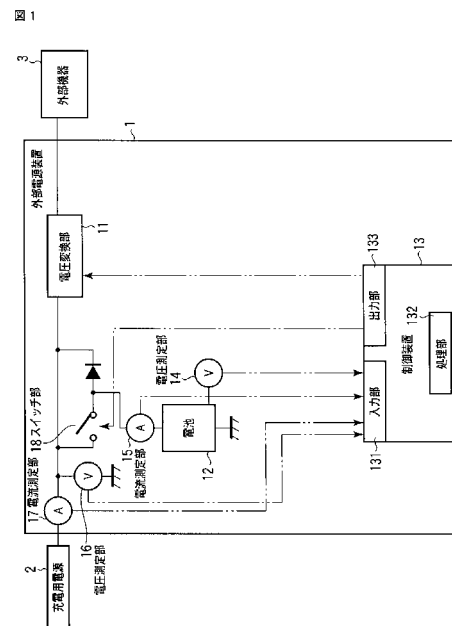 図1
3
外部機器
1
外部電源装置
電圧変換部
11
18 スイッチ部
17 電流測定部
A
V
16
電圧測定部
2
充電用電源
15
電流測定部
A
電圧測定部
14
V
電池
12
133
出力部
13
制御装置
132
処理部
入力部
131